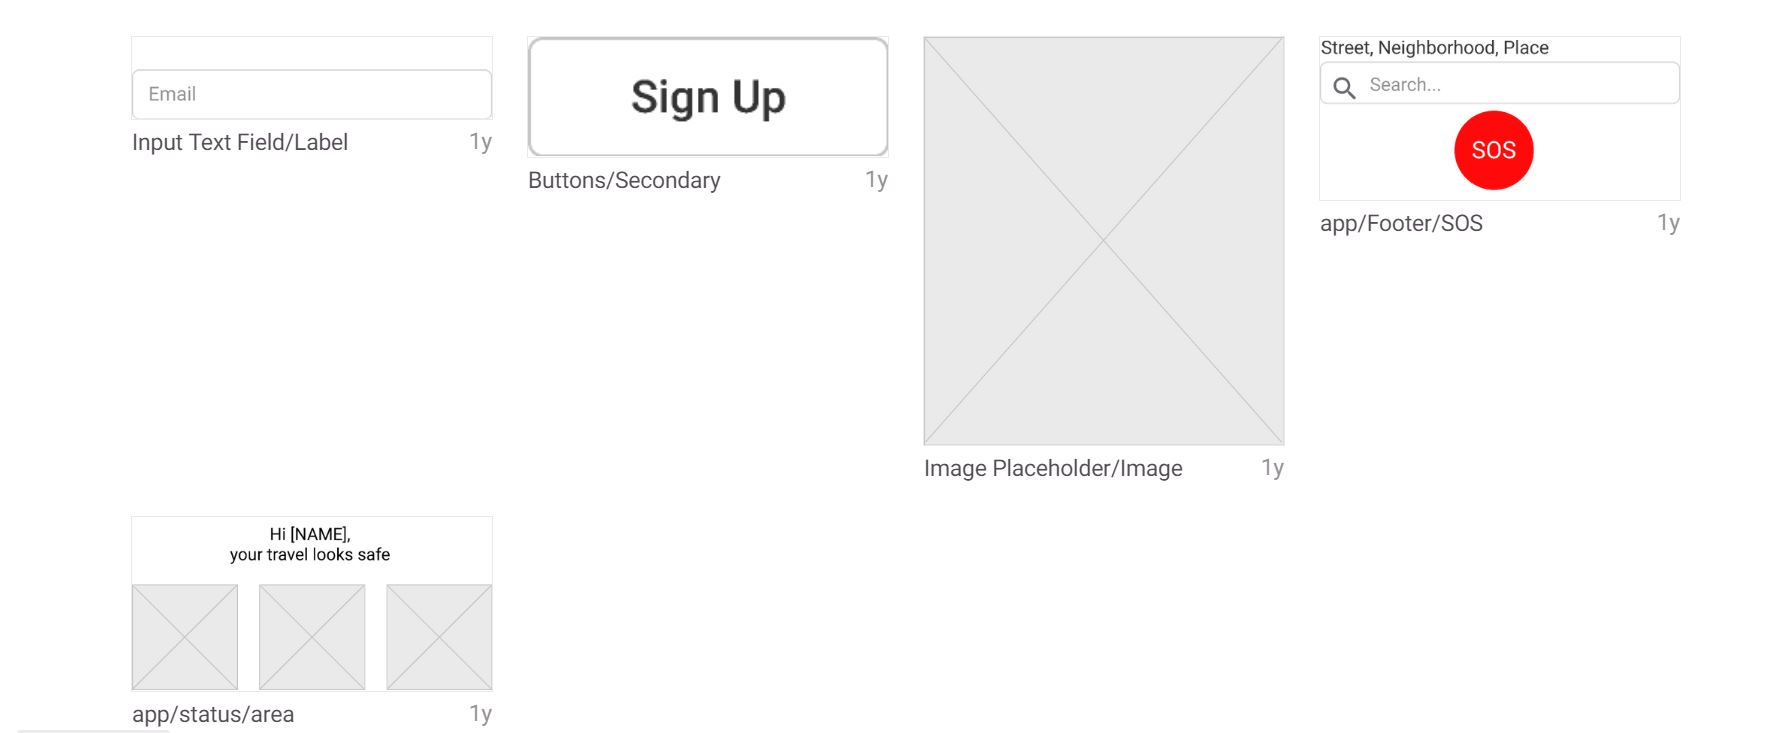 Email
Input Text Field/Label 1y
Sign Up
Buttons/Secondary 1y
Image Placeholder/Image 1y
Street, Neighborhood, Place
Search...
SOS
app/Footer/SOS 1y
Hi [NAME],
your travel looks safe
app/status/area 1y